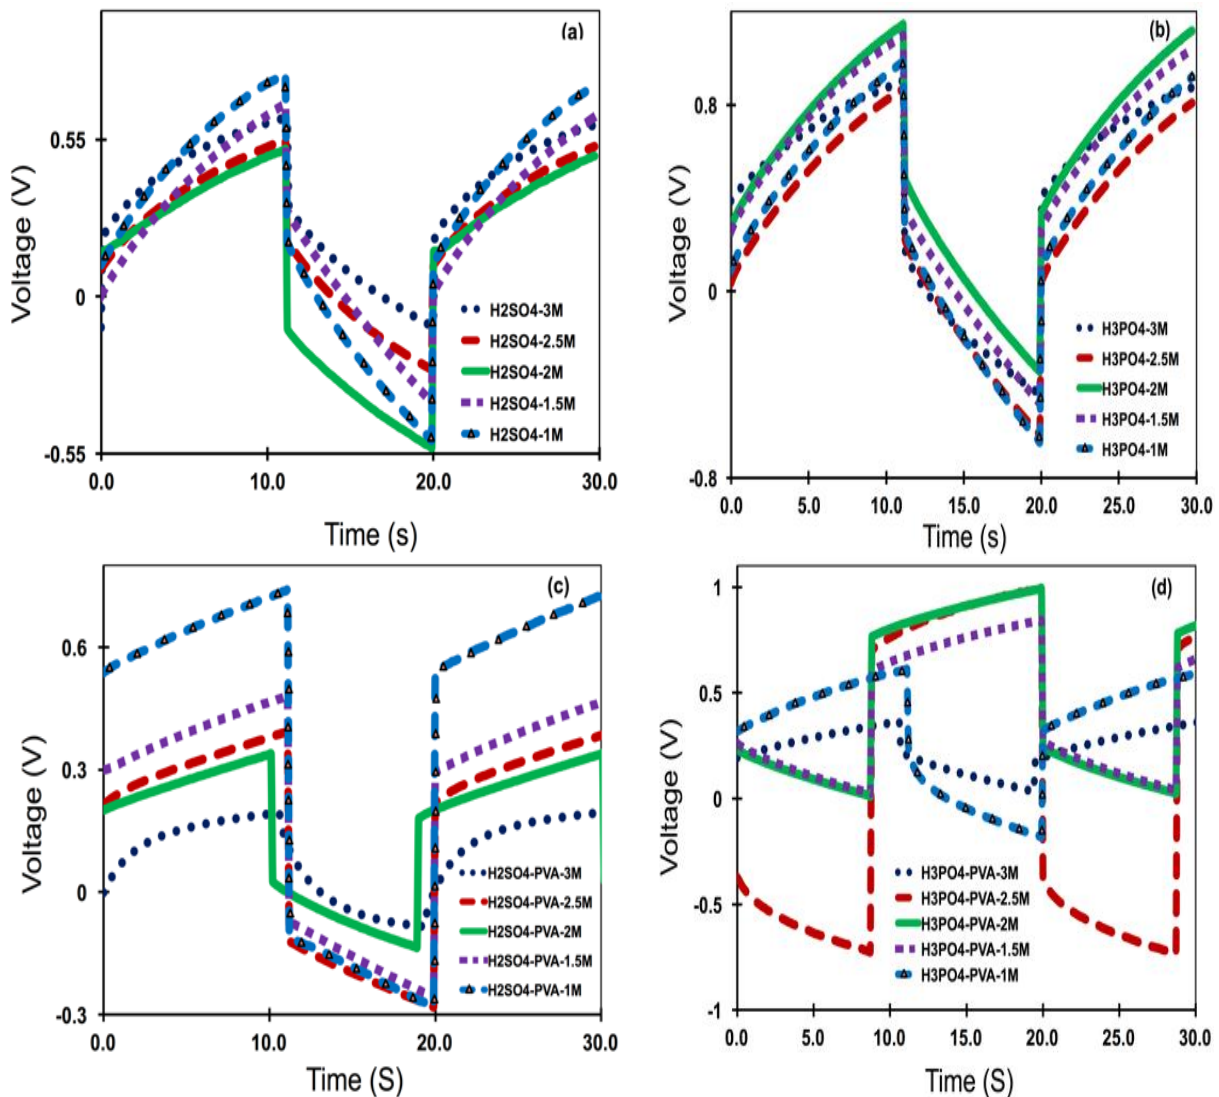 (a)
Voltage (V)
0.55
0
-0.55
H2SO4-3M
H2SO4-2.5M
H2SO4-2M
H2SO4-1.5M
H2SO4-1M
0.0 10.0 20.0 30.0
Time (s)
(b)
Voltage (V)
0.8
0
-0.8
H3PO4-3M
H3PO4-2.5M
H3PO4-2M
H3PO4-1.5M
H3PO4-1M
0.0 5.0 10.0 15.0 20.0 25.0 30.0
Time (s)
(c)
Voltage (V)
0.6
0.3
0
-0.3
H2SO4-PVA-3M
H2SO4-PVA-2.5M
H2SO4-PVA-2M
H2SO4-PVA-1.5M
H2SO4-PVA-1M
0.0 10.0 20.0 30.0
Time (S)
(d)
Voltage (V)
1
0.5
0
-0.5
-1
H3PO4-PVA-3M
H3PO4-PVA-2.5M
H3PO4-PVA-2M
H3PO4-PVA-1.5M
H3PO4-PVA-1M
0.0 5.0 10.0 15.0 20.0 25.0 30.0
Time (S)